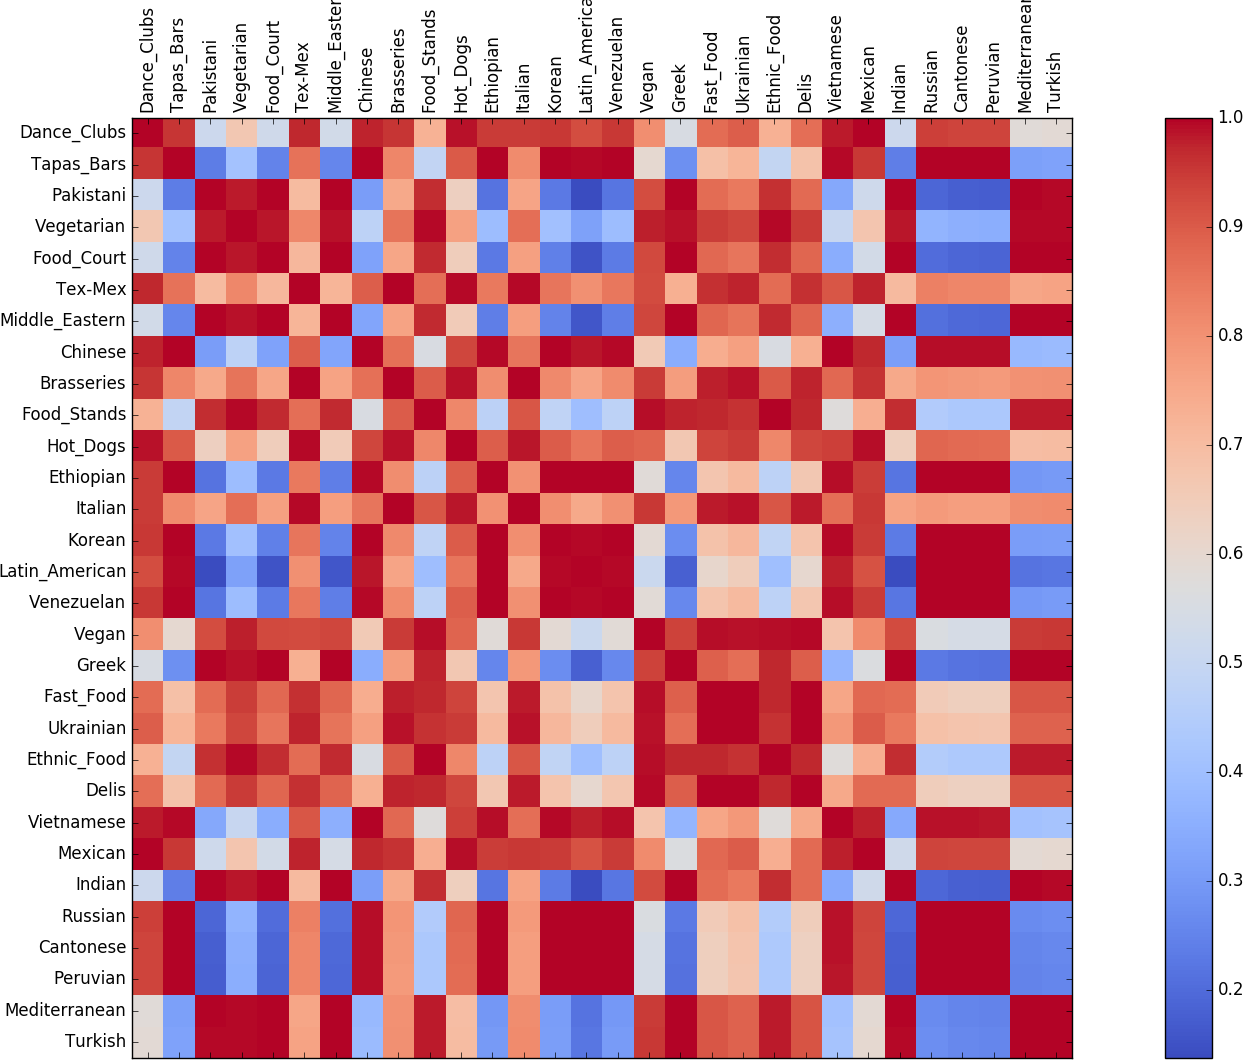 Dance_Clubs
Tapas_Bars
Pakistani
Vegetarian
Food_Court
Tex-Mex
Middle_Eastern
Chinese
Brasseries
Food_Stands
Hot_Dogs
Ethiopian
Italian
Korean
Latin_America
Venezuelan
Vegan
Greek
Fast_Food
Ukrainian
Ethnic_Food
Delis
Vietnamese
Mexican
Indian
Russian
Cantonese
Peruvian
Mediterranean
Turkish
Dance_Clubs
Tapas_Bars
Pakistani
Vegetarian
Food_Court
Tex-Mex
Middle_Eastern
Chinese
Brasseries
Food_Stands
Hot_Dogs
Ethiopian
Italian
Korean
Latin_American
Venezuelan
Vegan
Greek
Fast_Food
Ukrainian
Ethnic_Food
Delis
Vietnamese
Mexican
Indian
Russian
Cantonese
Peruvian
Mediterranean
Turkish
1.0
0.9
0.8
0.7
0.6
0.5
0.4
0.3
0.2